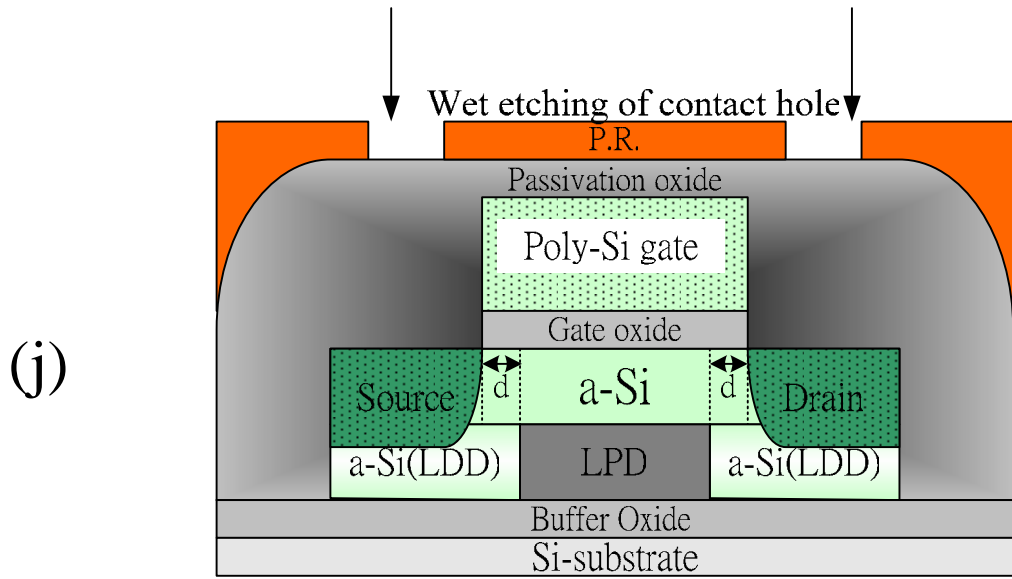 Wet etching of contact hole
P.R.
Passivation oxide
Poly-Si gate
Gate oxide
(j)
Source
d
a-Si
d
Drain
a-Si(LDD)
LPD
a-Si(LDD)
Buffer Oxide
Si-substrate